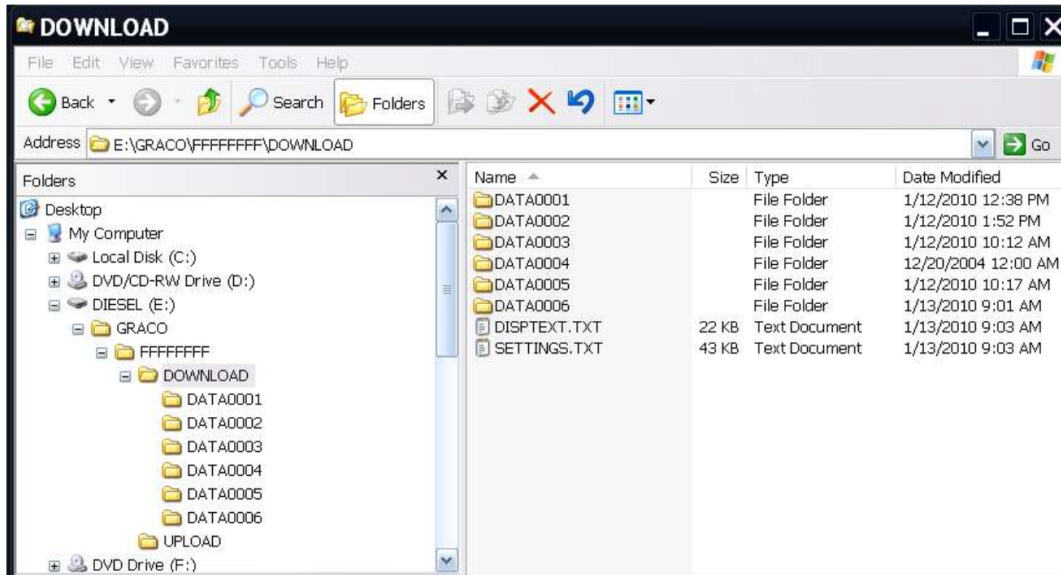 DOWNLOAD
File Edit View Favorites Tools Help
Back Search Folders
Address E:\GRACO\FFFFFFFF\DOWNLOAD Go
Folders
Desktop
My Computer
Local Disk (C:)
DVD/CD-RW Drive (D:)
DIESEL (E:)
GRACO
FFFFFFFF
DOWNLOAD
DATA0001
DATA0002
DATA0003
DATA0004
DATA0005
DATA0006
UPLOAD
DVD Drive (F:)
Name Size Type Date Modified
DATA0001 File Folder 1/12/2010 12:38 PM
DATA0002 File Folder 1/12/2010 1:52 PM
DATA0003 File Folder 1/12/2010 10:12 AM
DATA0004 File Folder 12/20/2004 12:00 AM
DATA0005 File Folder 1/12/2010 10:17 AM
DATA0006 File Folder 1/13/2010 9:01 AM
DISPTEXT.TXT 22 KB Text Document 1/13/2010 9:03 AM
SETTINGS.TXT 43 KB Text Document 1/13/2010 9:03 AM